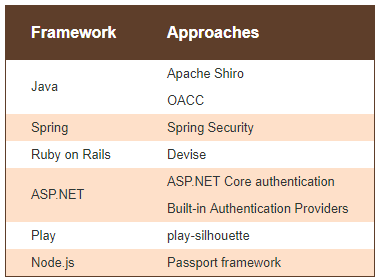 Framework Approaches
Java
Apache Shiro
OACC
Spring Spring Security
Ruby on Rails Devise
ASP.NET
ASP.NET Core authentication
Built-in Authentication Providers
Play play-silhouette
Node.js Passport framework